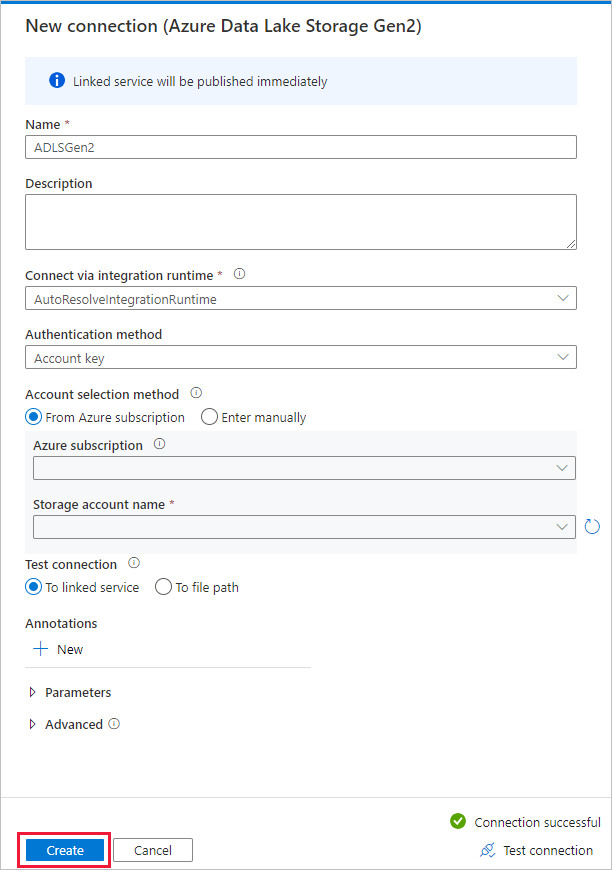 New connection (Azure Data Lake Storage Gen2)
Linked service will be published immediately
Name *
ADLSGen2
Description
Connect via integration runtime *
AutoResolveIntegrationRuntime
Authentication method
Account key
Account selection method
From Azure subscription Enter manually
Azure subscription
Storage account name *
Test connection
To linked service To file path
Annotations
New
Parameters
Advanced
Connection successful
Create Cancel Test connection